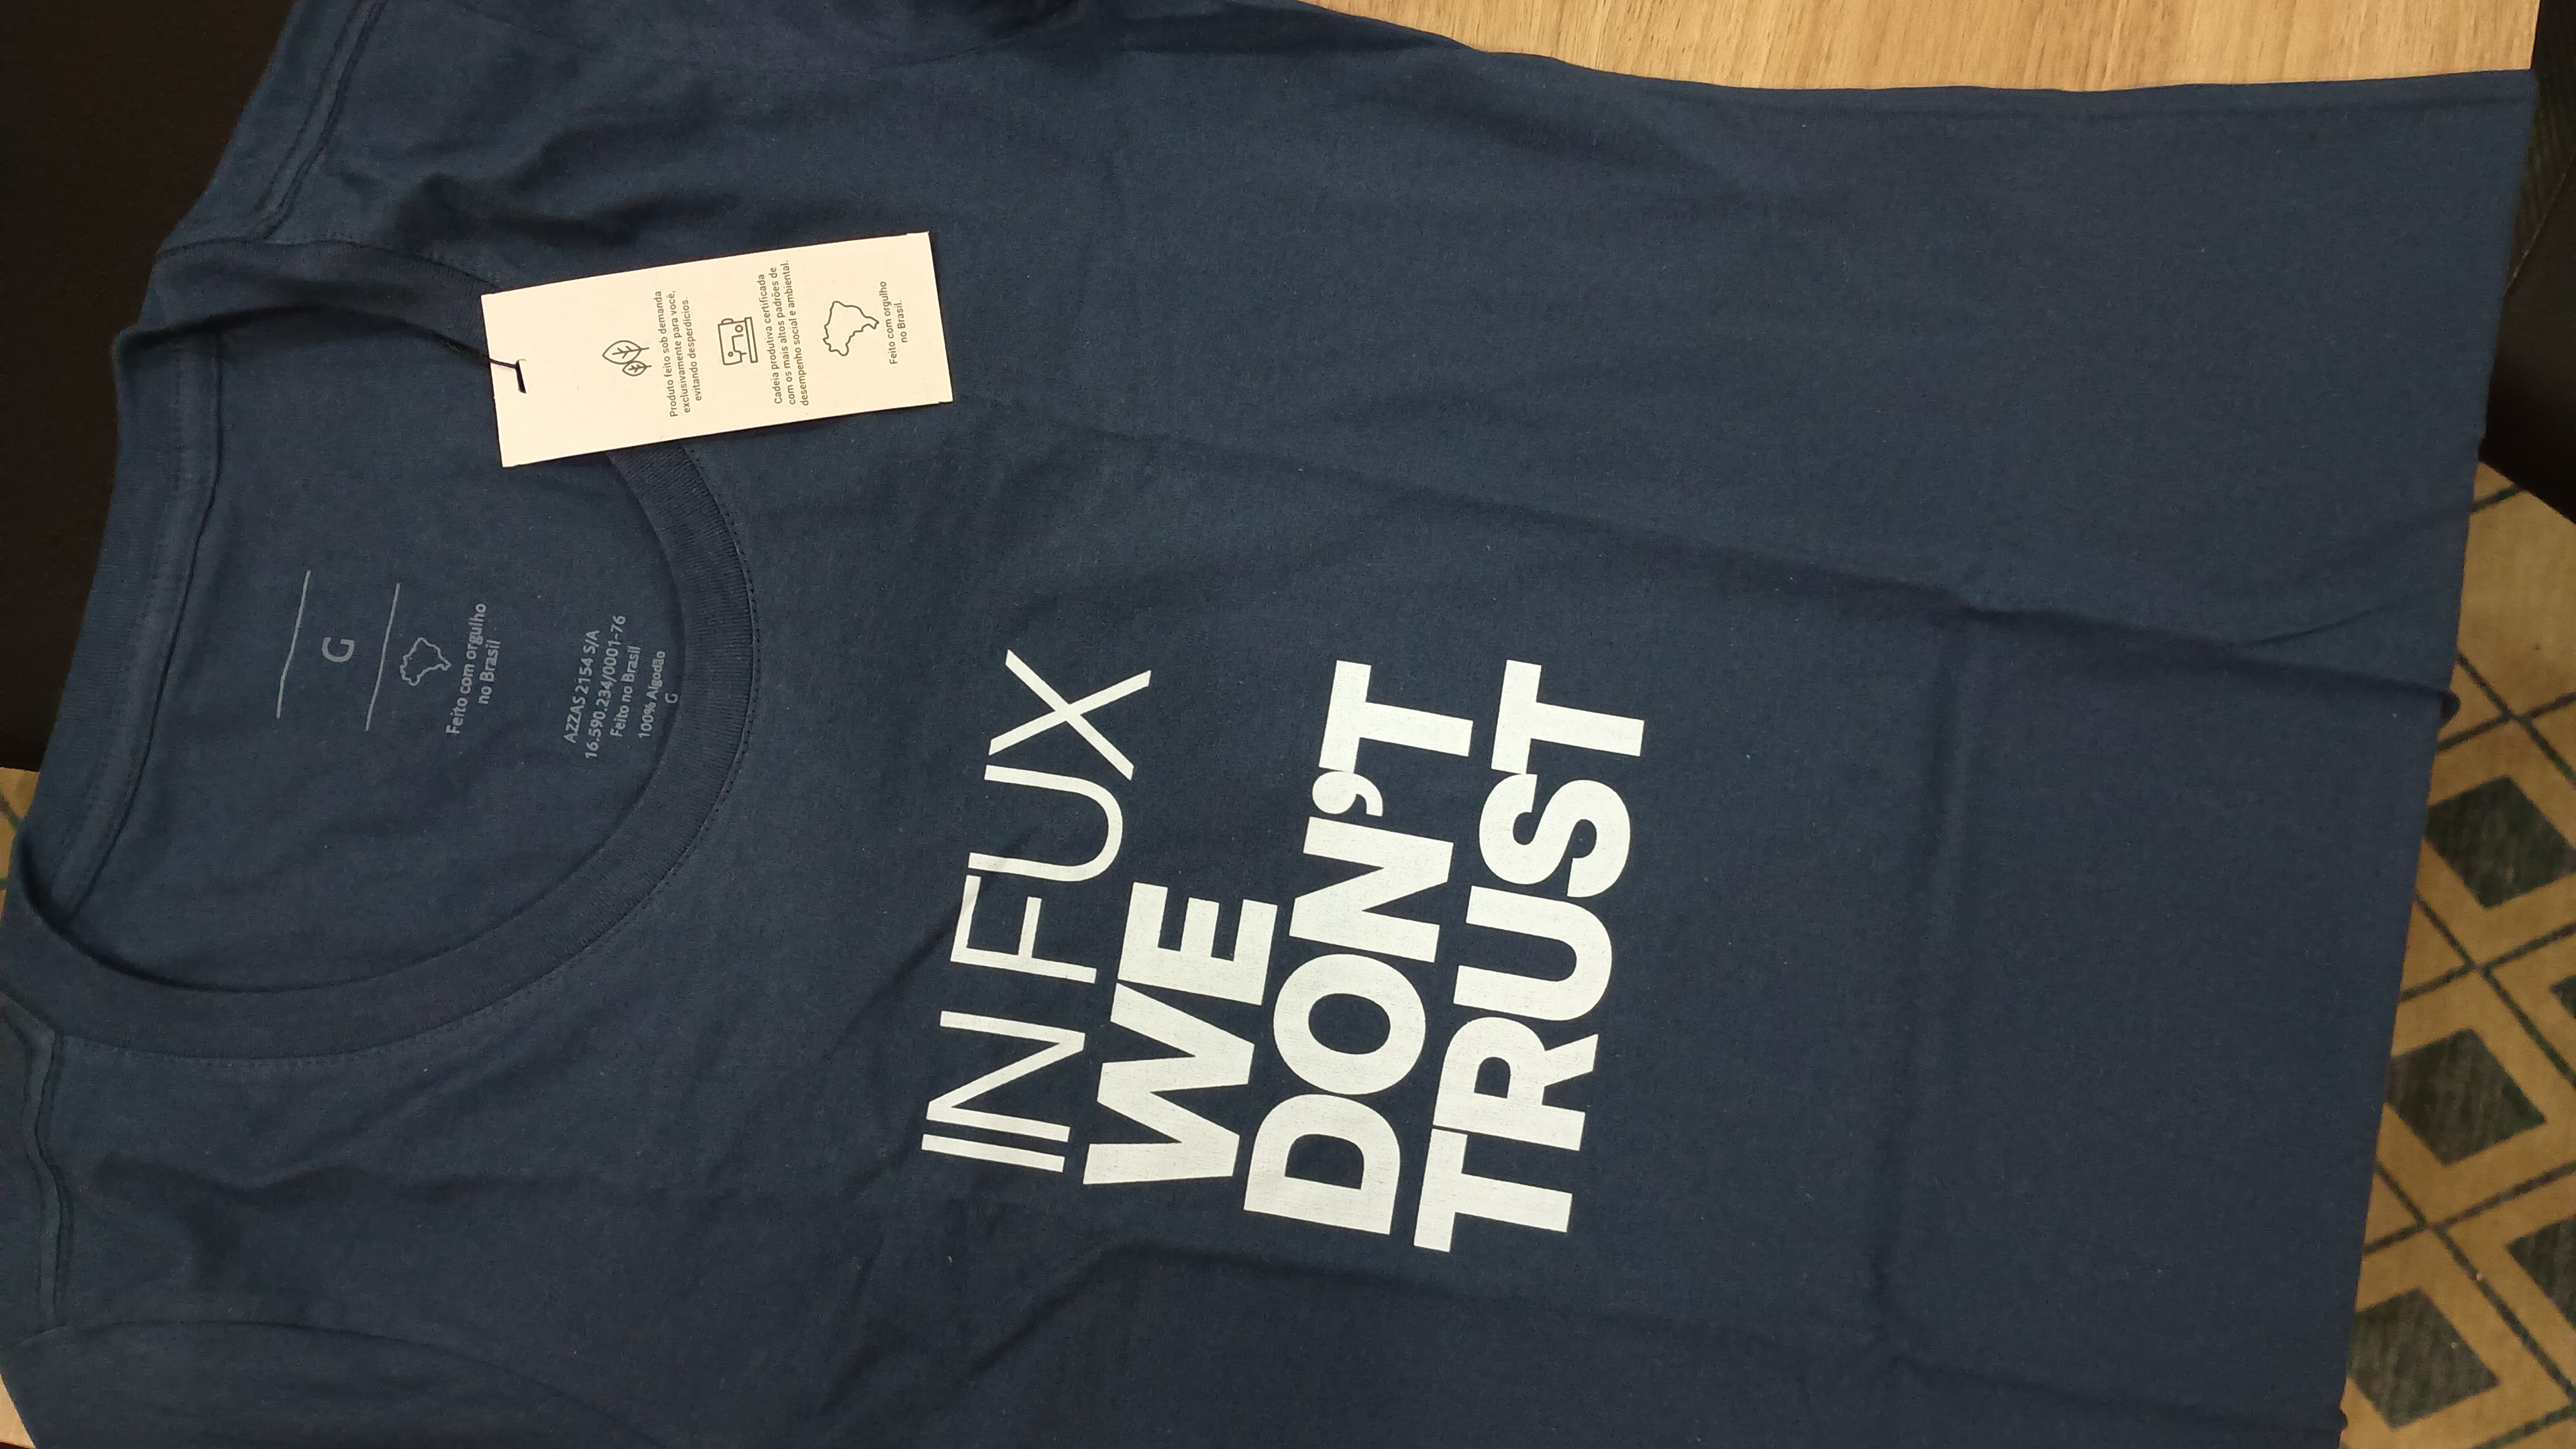 Produto feito sob demanda
exclusivamente para você,
evitando desperdícios.
Cadeia produtiva certificada
com os mais altos padrões de
desempenho social e ambiental.
Feito com orgulho
no Brasil.
G
Feito com orgulho
no Brasil
AZZAS 2154 S/A
16.590.234/0001-76
Feito no Brasil
100% Algodão
G
IN FUX
WE
DON'T
TRUST